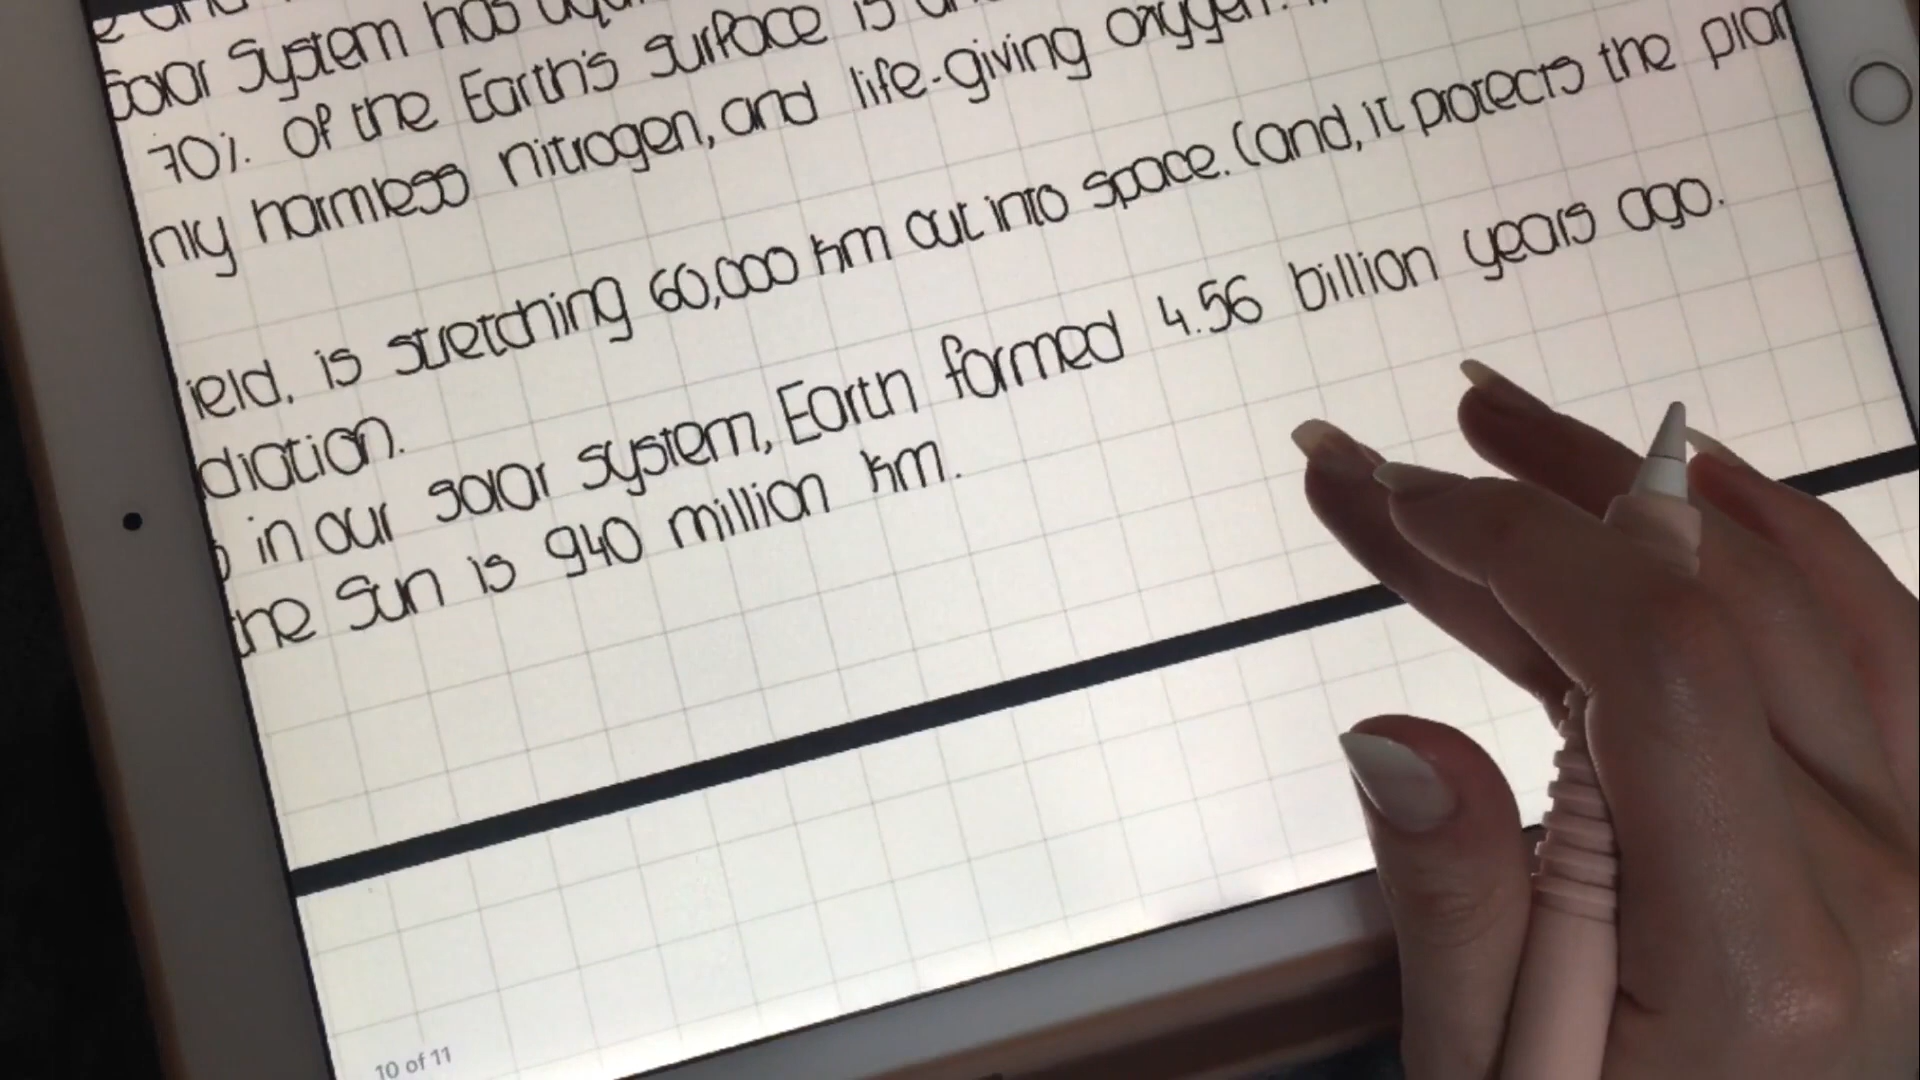 solar system has
70% of the Earth's surface is
nly harmless nitrogen, and life-giving oxygen.
ield, is stretching 60,000 km out into space. (and, it protects the plan
diation).
in our solar system, Earth formed 4.56 billion years ago.
the Sun is 940 million km.
10 of 11